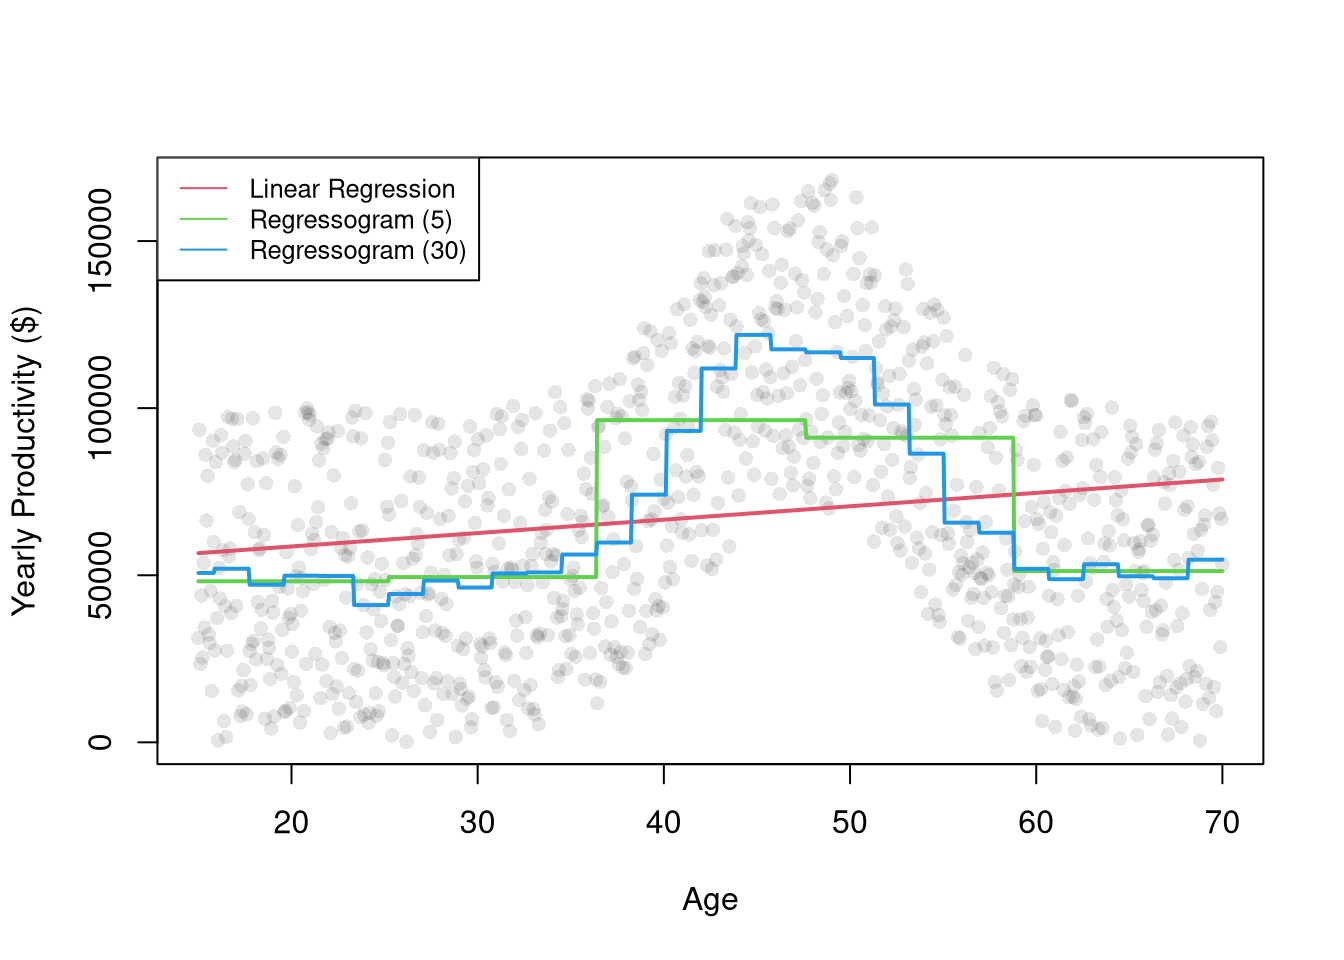 Linear Regression
Regressogram (5)
Regressogram (30)
Yearly Productivity ($)
150000
100000
50000
0
20 30 40 50 60 70
Age